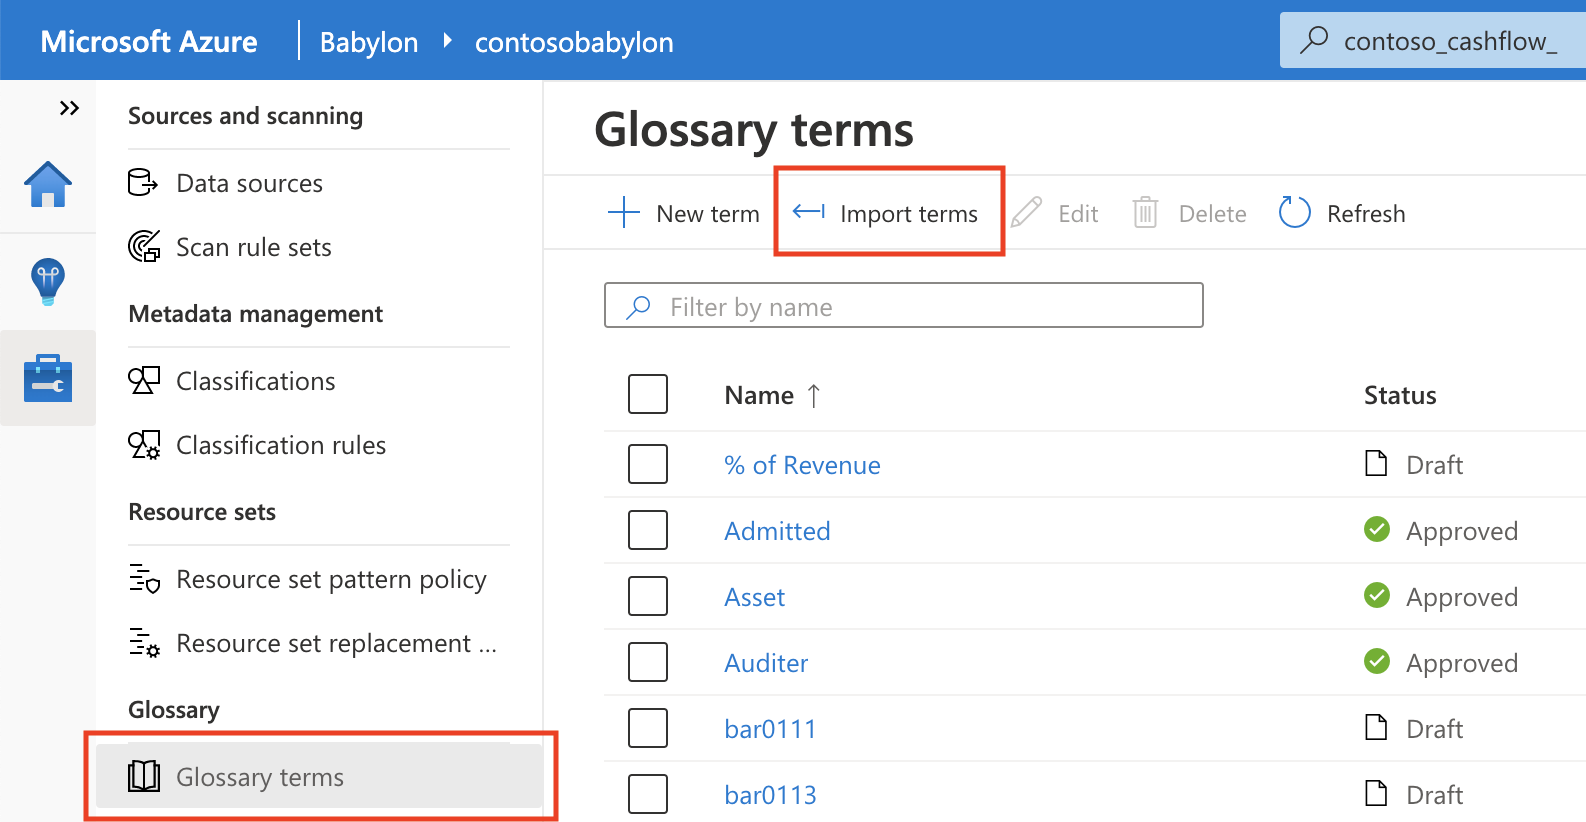 Microsoft Azure Babylon contosobabylon contoso_cashflow_
Sources and scanning
Data sources
Scan rule sets
Metadata management
Classifications
Classification rules
Resource sets
Resource set pattern policy
Resource set replacement ...
Glossary
Glossary terms
Glossary terms
New term Import terms Edit Delete Refresh
Filter by name
Name Status
% of Revenue Draft
Admitted Approved
Asset Approved
Auditer Approved
bar0111 Draft
bar0113 Draft